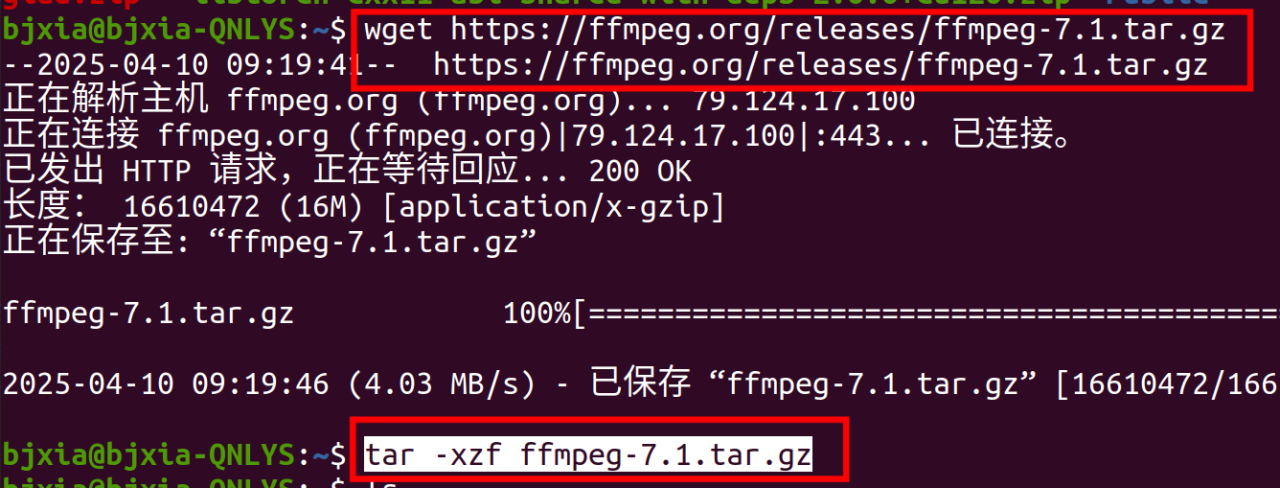 bjxia@bjxia-QNLYS:~$ wget https://ffmpeg.org/releases/ffmpeg-7.1.tar.gz
--2025-04-10 09:19:41-- https://ffmpeg.org/releases/ffmpeg-7.1.tar.gz
正在解析主机 ffmpeg.org (ffmpeg.org)... 79.124.17.100
正在连接 ffmpeg.org (ffmpeg.org)|79.124.17.100|:443... 已连接。
已发出 HTTP 请求，正在等待回应... 200 OK
长度： 16610472 (16M) [application/x-gzip]
正在保存至: “ffmpeg-7.1.tar.gz”
ffmpeg-7.1.tar.gz 100%[========================================
2025-04-10 09:19:46 (4.03 MB/s) - 已保存 “ffmpeg-7.1.tar.gz” [16610472/166
bjxia@bjxia-QNLYS:~$ tar -xzf ffmpeg-7.1.tar.gz